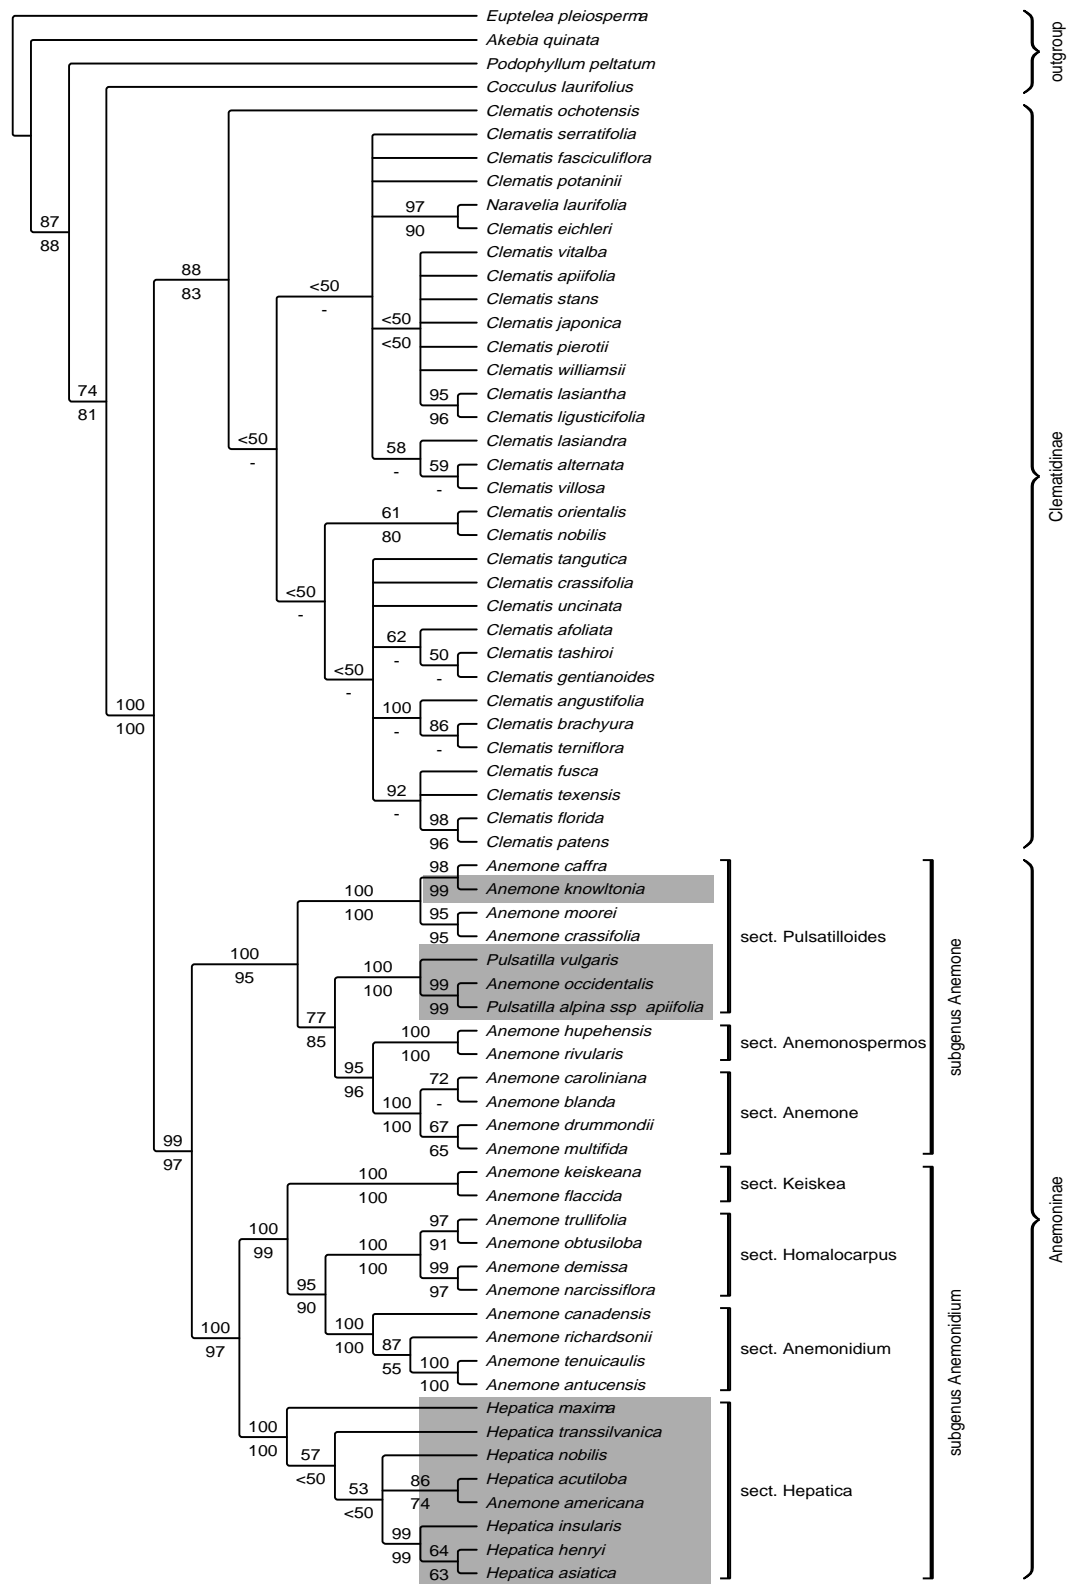 Euptelea pleiosperma
Akebia quinata
Podophyllum peltatum
Cocculus laurifolius
outgroup
Clematis ochotensis
Clematis serratifolia
Clematis fasciculiflora
Clematis potaninii
97
90
Naravelia laurifolia
Clematis eichleri
87
88
88
83
<50
-
<50
<50
Clematis vitalba
Clematis apiifolia
Clematis stans
Clematis japonica
Clematis pierotii
Clematis williamsii
95
96
Clematis lasiantha
Clematis ligusticifolia
74
81
<50
-
58
-
59
-
Clematis lasiandra
Clematis alternata
Clematis villosa
Clematidinae
61
80
Clematis orientalis
Clematis nobilis
<50
-
Clematis tangutica
Clematis crassifolia
Clematis uncinata
<50
-
62
-
50
-
Clematis afoliata
Clematis tashiroi
Clematis gentianoides
100
100
100
-
86
-
Clematis angustifolia
Clematis brachyura
Clematis terniflora
92
-
98
96
Clematis fusca
Clematis texensis
Clematis florida
Clematis patens
100
100
98
99
95
95
Anemone caffra
Anemone knowltonia
Anemone moorei
Anemone crassifolia
sect. Pulsatilloides
100
95
100
100
99
99
Pulsatilla vulgaris
Anemone occidentalis
Pulsatilla alpina ssp apiifolia
subgenus Anemone
77
85
95
96
100
100
Anemone hupehensis
Anemone rivularis
sect. Anemonospermos
100
100
72
-
67
65
Anemone caroliniana
Anemone blanda
Anemone drummondii
Anemone multifida
sect. Anemone
99
97
100
100
Anemone keiskeana
Anemone flaccida
sect. Keiskea
100
99
100
100
97
91
99
97
Anemone trullifolia
Anemone obtusiloba
Anemone demissa
Anemone narcissiflora
sect. Homalocarpus
Anemoninae
95
90
100
100
87
55
100
100
Anemone canadensis
Anemone richardsonii
Anemone tenuicaulis
Anemone antucensis
sect. Anemonidium
subgenus Anemonidium
100
97
100
100
57
<50
53
<50
86
74
99
99
64
63
Hepatica maxima
Hepatica transsilvanica
Hepatica nobilis
Hepatica acutiloba
Anemone americana
Hepatica insularis
Hepatica henryi
Hepatica asiatica
sect. Hepatica